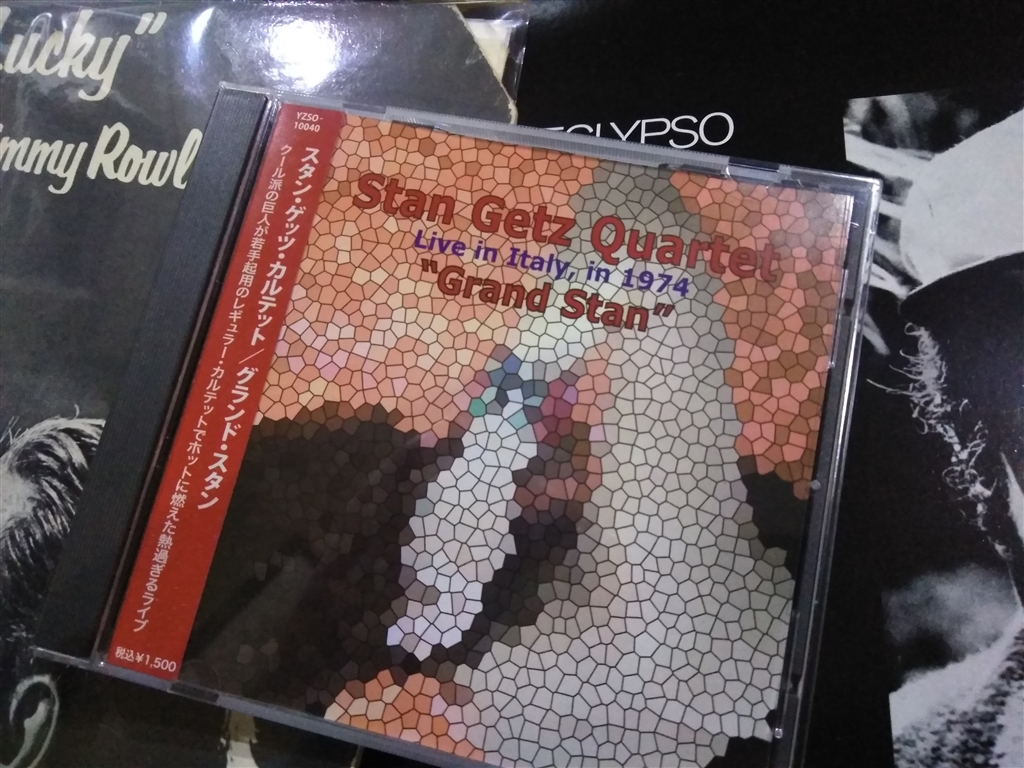 Lucky"
immy Rowl
CLYPSO
YZSO-
10040
スタン・ゲッツ・カルテット／グランド・スタン
クール派の巨人が若手起用のレギュラー・カルテットでホットに燃えた熱過ぎるライブ
税込¥1,500
Stan Getz Quartet
Live in Italy, in 1974
“Grand Stan”